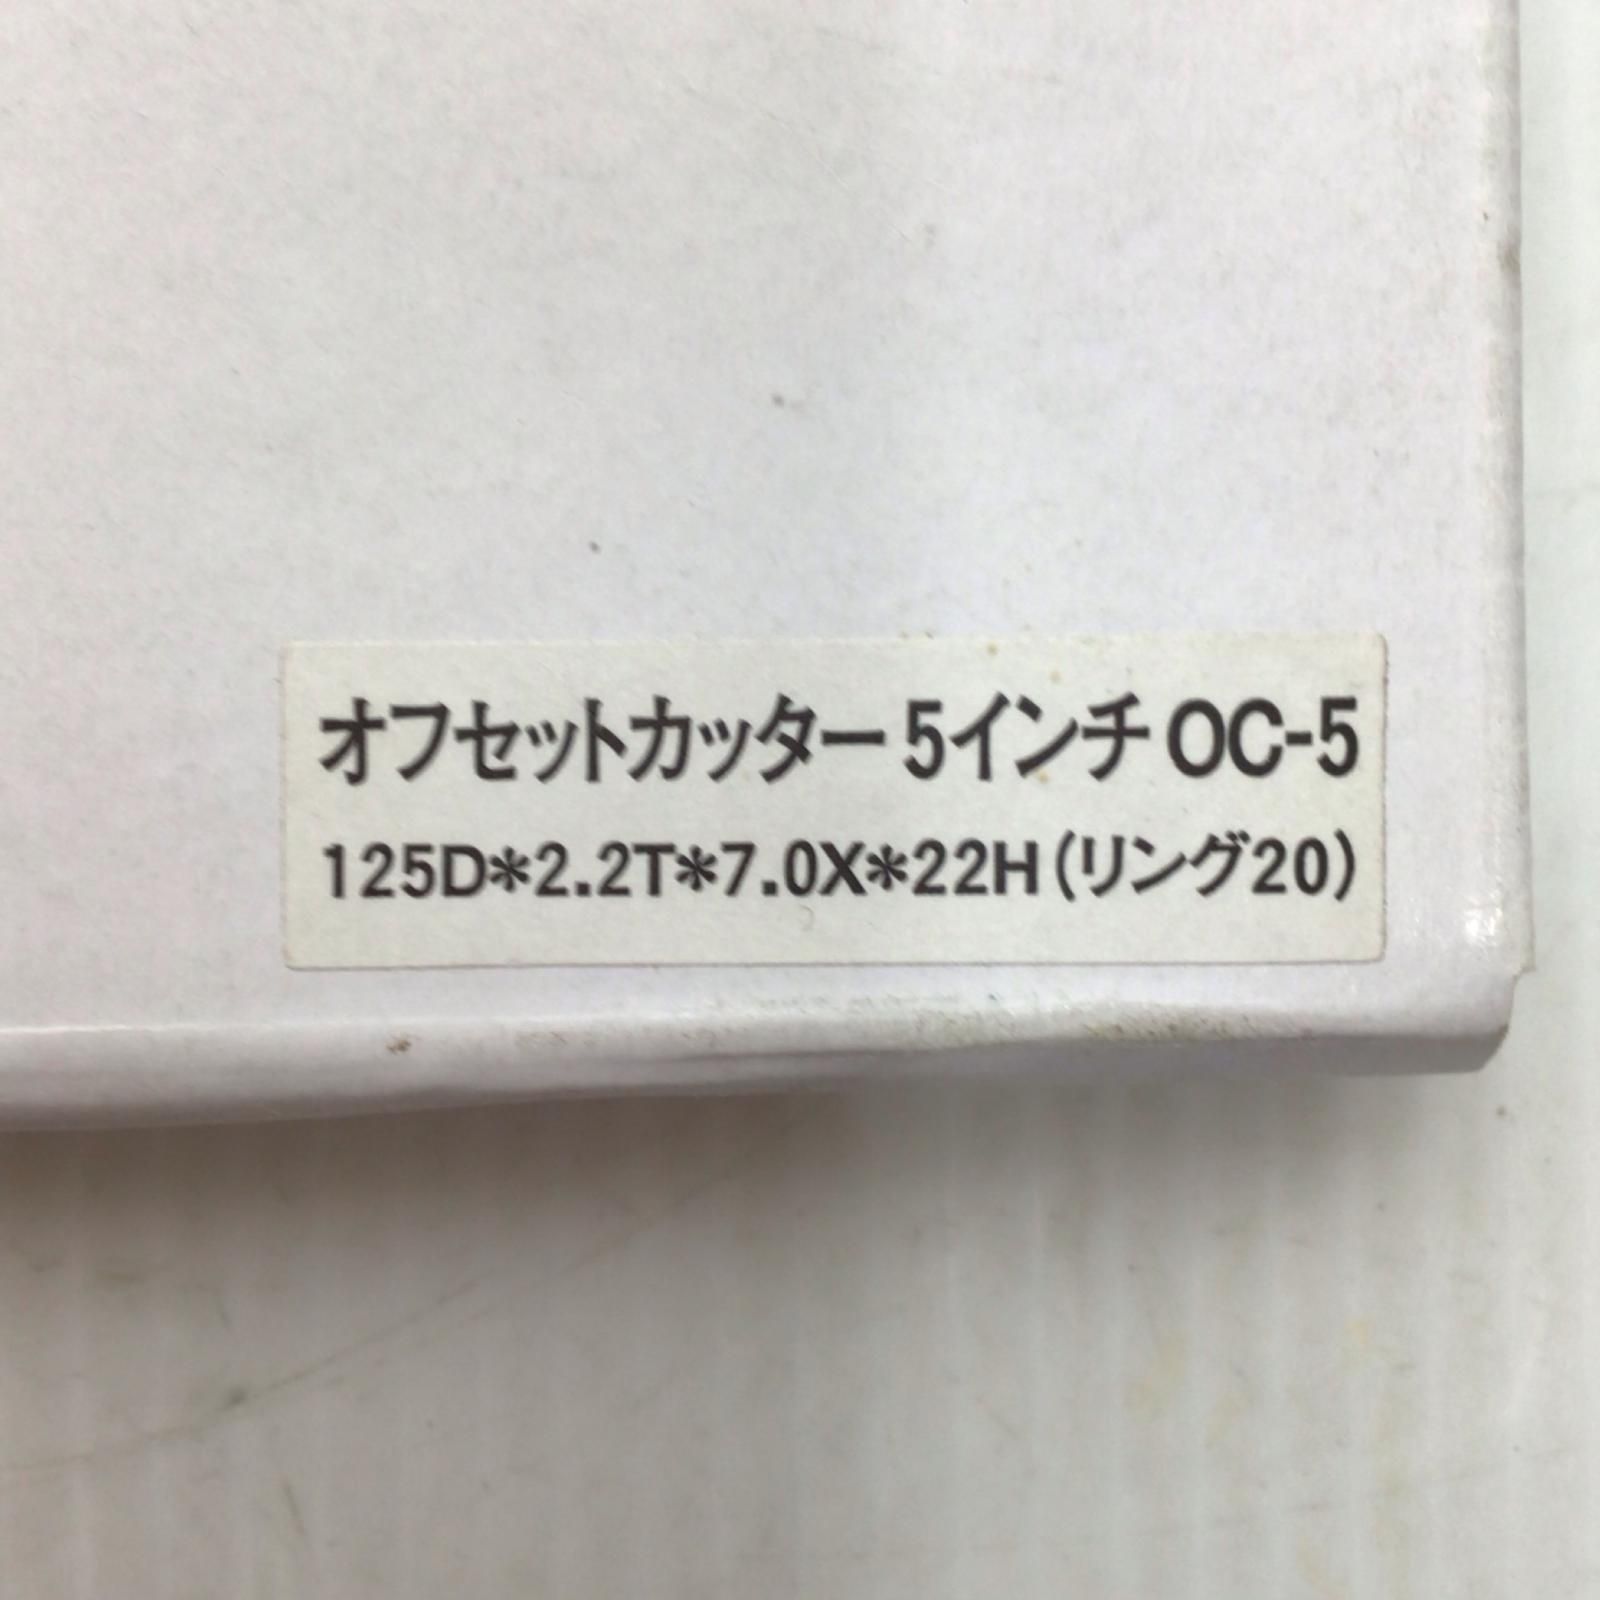 オフセットカッター 5インチ OC-5
125D*2.2T*7.0X*22H(リング20)